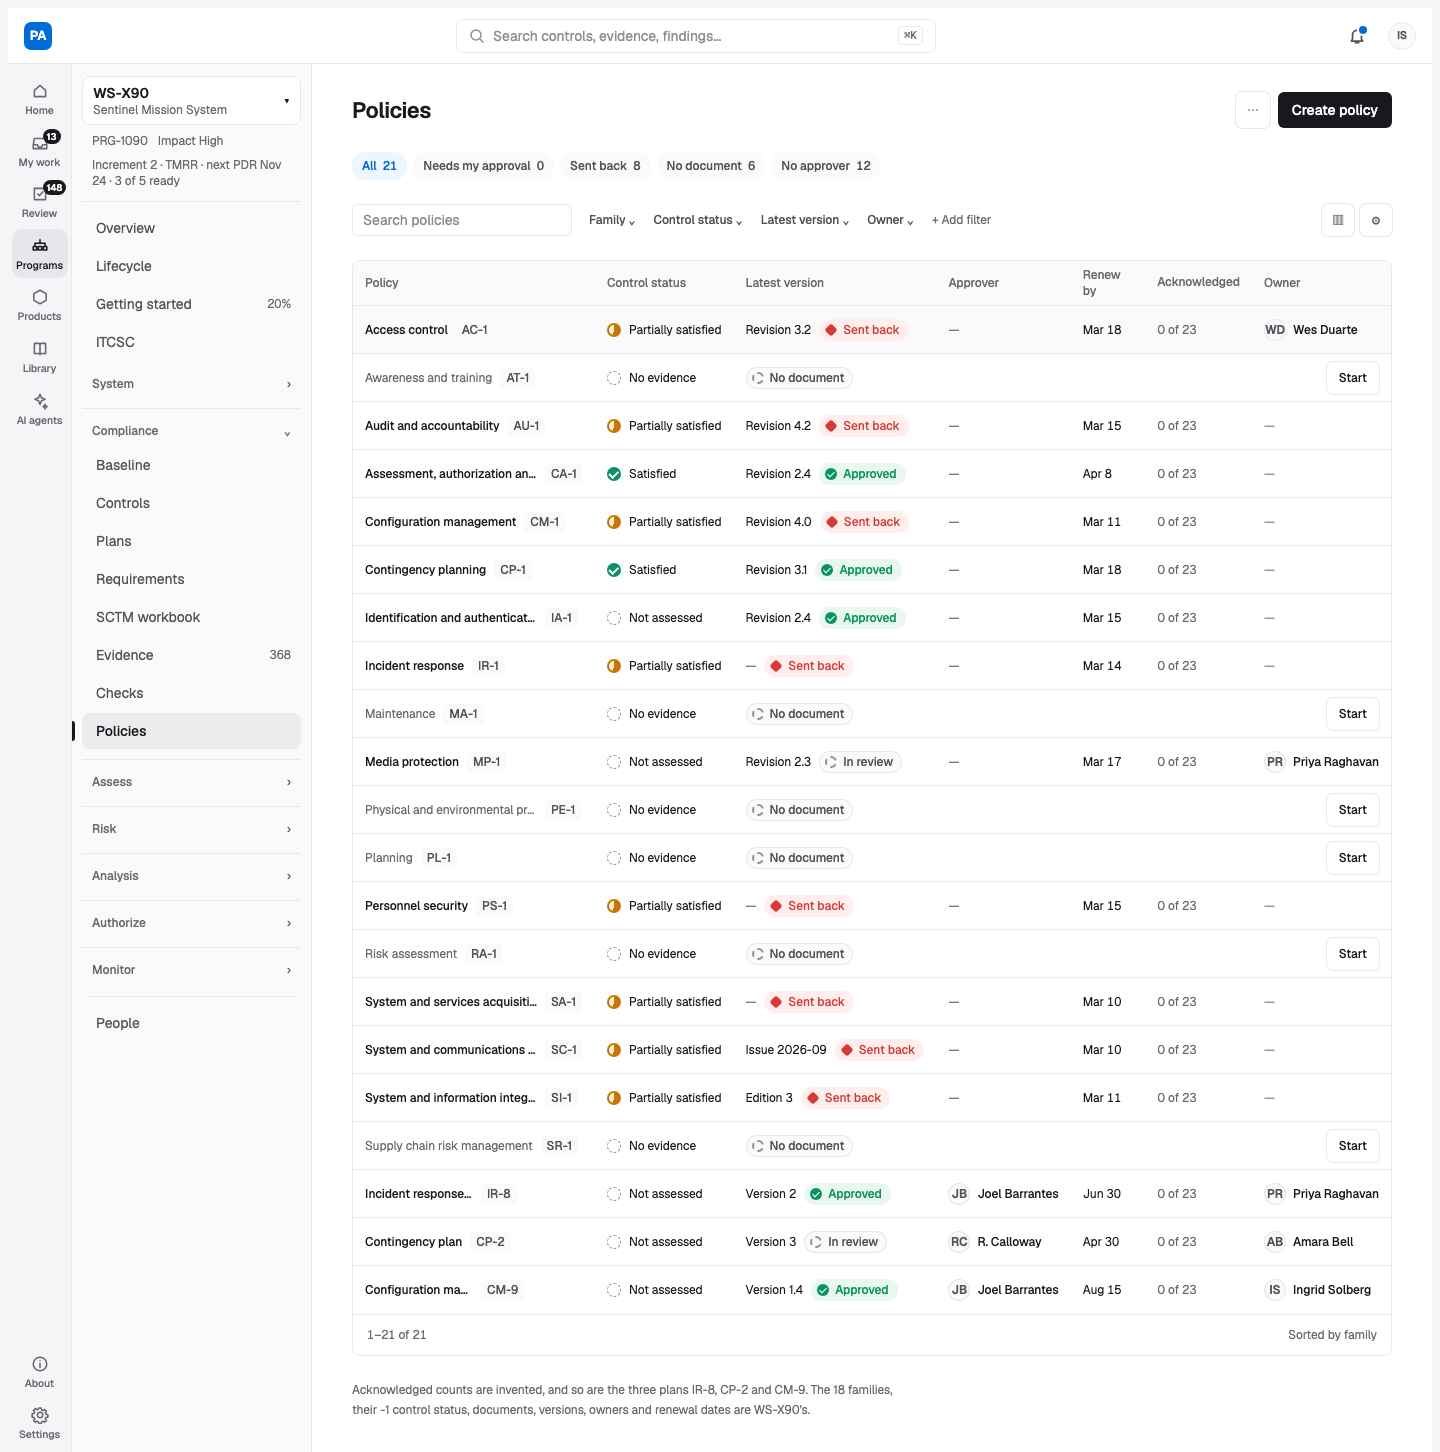 PA
Search controls, evidence, findings...
⌘K
IS
Home
13
My work
148
Review
Programs
Products
Library
AI agents
About
Settings
WS-X90
Sentinel Mission System
PRG-1090 Impact High
Increment 2 · TMRR · next PDR Nov
24 · 3 of 5 ready
Overview
Lifecycle
Getting started 20%
ITCSC
System
Compliance
Baseline
Controls
Plans
Requirements
SCTM workbook
Evidence 368
Checks
Policies
Assess
Risk
Analysis
Authorize
Monitor
People
Policies
Create policy
All 21 Needs my approval 0 Sent back 8 No document 6 No approver 12
Search policies Family Control status Latest version Owner + Add filter
Policy Control status Latest version Approver Renew by Acknowledged Owner
Access control AC-1 Partially satisfied Revision 3.2 Sent back — Mar 18 0 of 23 WD Wes Duarte
Awareness and training AT-1 No evidence No document Start
Audit and accountability AU-1 Partially satisfied Revision 4.2 Sent back — Mar 15 0 of 23 —
Assessment, authorization an... CA-1 Satisfied Revision 2.4 Approved — Apr 8 0 of 23 —
Configuration management CM-1 Partially satisfied Revision 4.0 Sent back — Mar 11 0 of 23 —
Contingency planning CP-1 Satisfied Revision 3.1 Approved — Mar 18 0 of 23 —
Identification and authenticat... IA-1 Not assessed Revision 2.4 Approved — Mar 15 0 of 23 —
Incident response IR-1 Partially satisfied — Sent back — Mar 14 0 of 23 —
Maintenance MA-1 No evidence No document Start
Media protection MP-1 Not assessed Revision 2.3 In review — Mar 17 0 of 23 PR Priya Raghavan
Physical and environmental pr... PE-1 No evidence No document Start
Planning PL-1 No evidence No document Start
Personnel security PS-1 Partially satisfied — Sent back — Mar 15 0 of 23 —
Risk assessment RA-1 No evidence No document Start
System and services acquisiti... SA-1 Partially satisfied — Sent back — Mar 10 0 of 23 —
System and communications ... SC-1 Partially satisfied Issue 2026-09 Sent back — Mar 10 0 of 23 —
System and information integ... SI-1 Partially satisfied Edition 3 Sent back — Mar 11 0 of 23 —
Supply chain risk management SR-1 No evidence No document Start
Incident response... IR-8 Not assessed Version 2 Approved JB Joel Barrantes Jun 30 0 of 23 PR Priya Raghavan
Contingency plan CP-2 Not assessed Version 3 In review RC R. Calloway Apr 30 0 of 23 AB Amara Bell
Configuration ma... CM-9 Not assessed Version 1.4 Approved JB Joel Barrantes Aug 15 0 of 23 IS Ingrid Solberg
1–21 of 21 Sorted by family
Acknowledged counts are invented, and so are the three plans IR-8, CP-2 and CM-9. The 18 families,
their -1 control status, documents, versions, owners and renewal dates are WS-X90's.